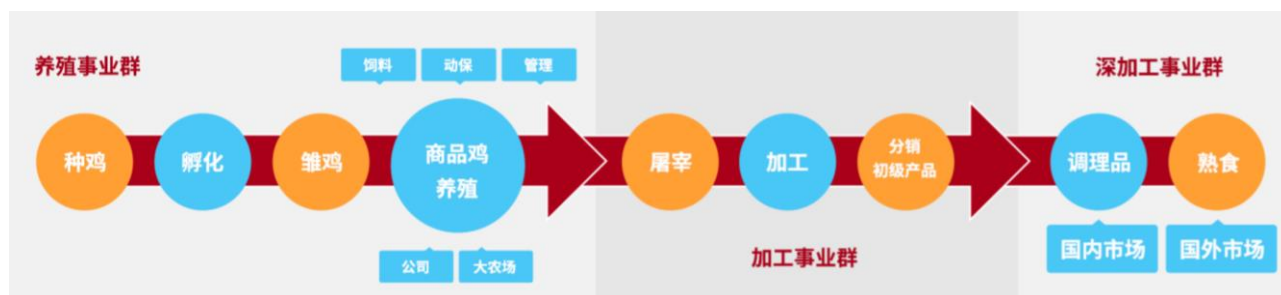 养殖事业群
饲料
动保
管理
深加工事业群
种鸡
孵化
雏鸡
商品鸡
养殖
屠宰
加工
分销
初级产品
调理品
熟食
公司
大农场
加工事业群
国内市场
国外市场